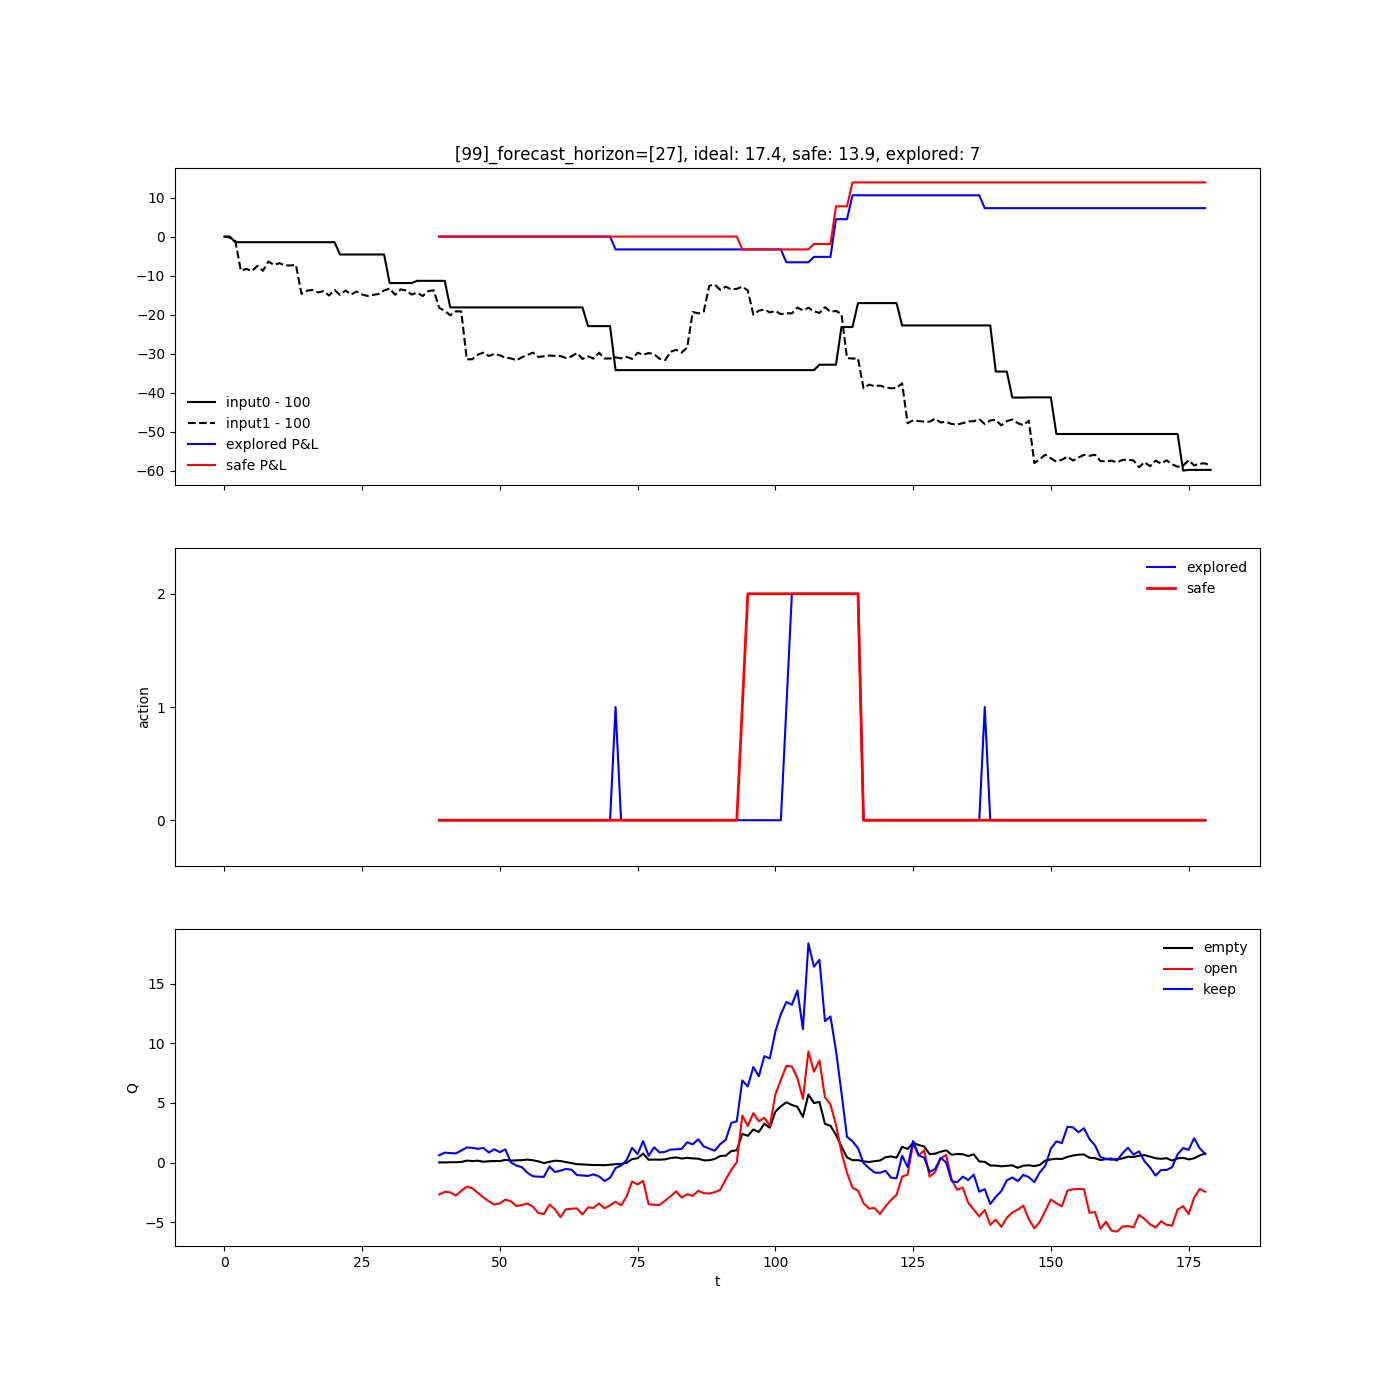 [99]_forecast_horizon=[27], ideal: 17.4, safe: 13.9, explored: 7
10
0
−10
−20
−30
−40
−50
−60
input0 - 100
input1 - 100
explored P&L
safe P&L
2
1
0
action
explored
safe
15
10
5
0
−5
Q
empty
open
keep
0 25 50 75 100 125 150 175
t